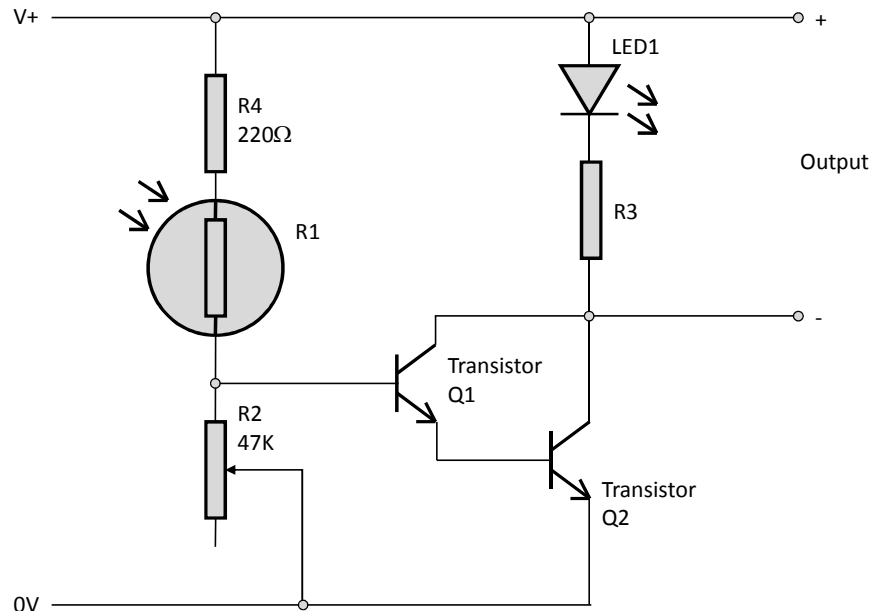 V+
+
LED1
R4
220Ω
Output
R3
R1
-
Transistor
Q1
R2
47K
Transistor
Q2
0V